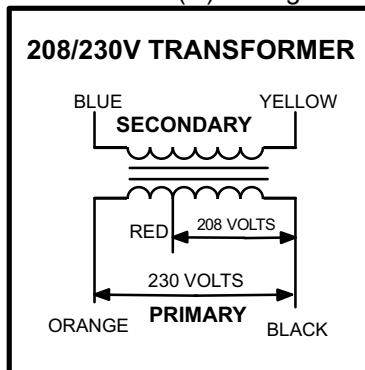 208/230V TRANSFORMER
BLUE YELLOW
SECONDARY
RED 208 VOLTS
230 VOLTS
ORANGE PRIMARY BLACK